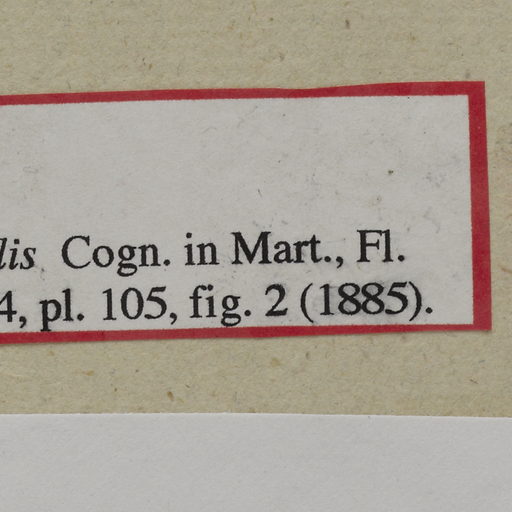 lis Cogn. in Mart., Fl.
4, pl. 105, fig. 2 (1885).